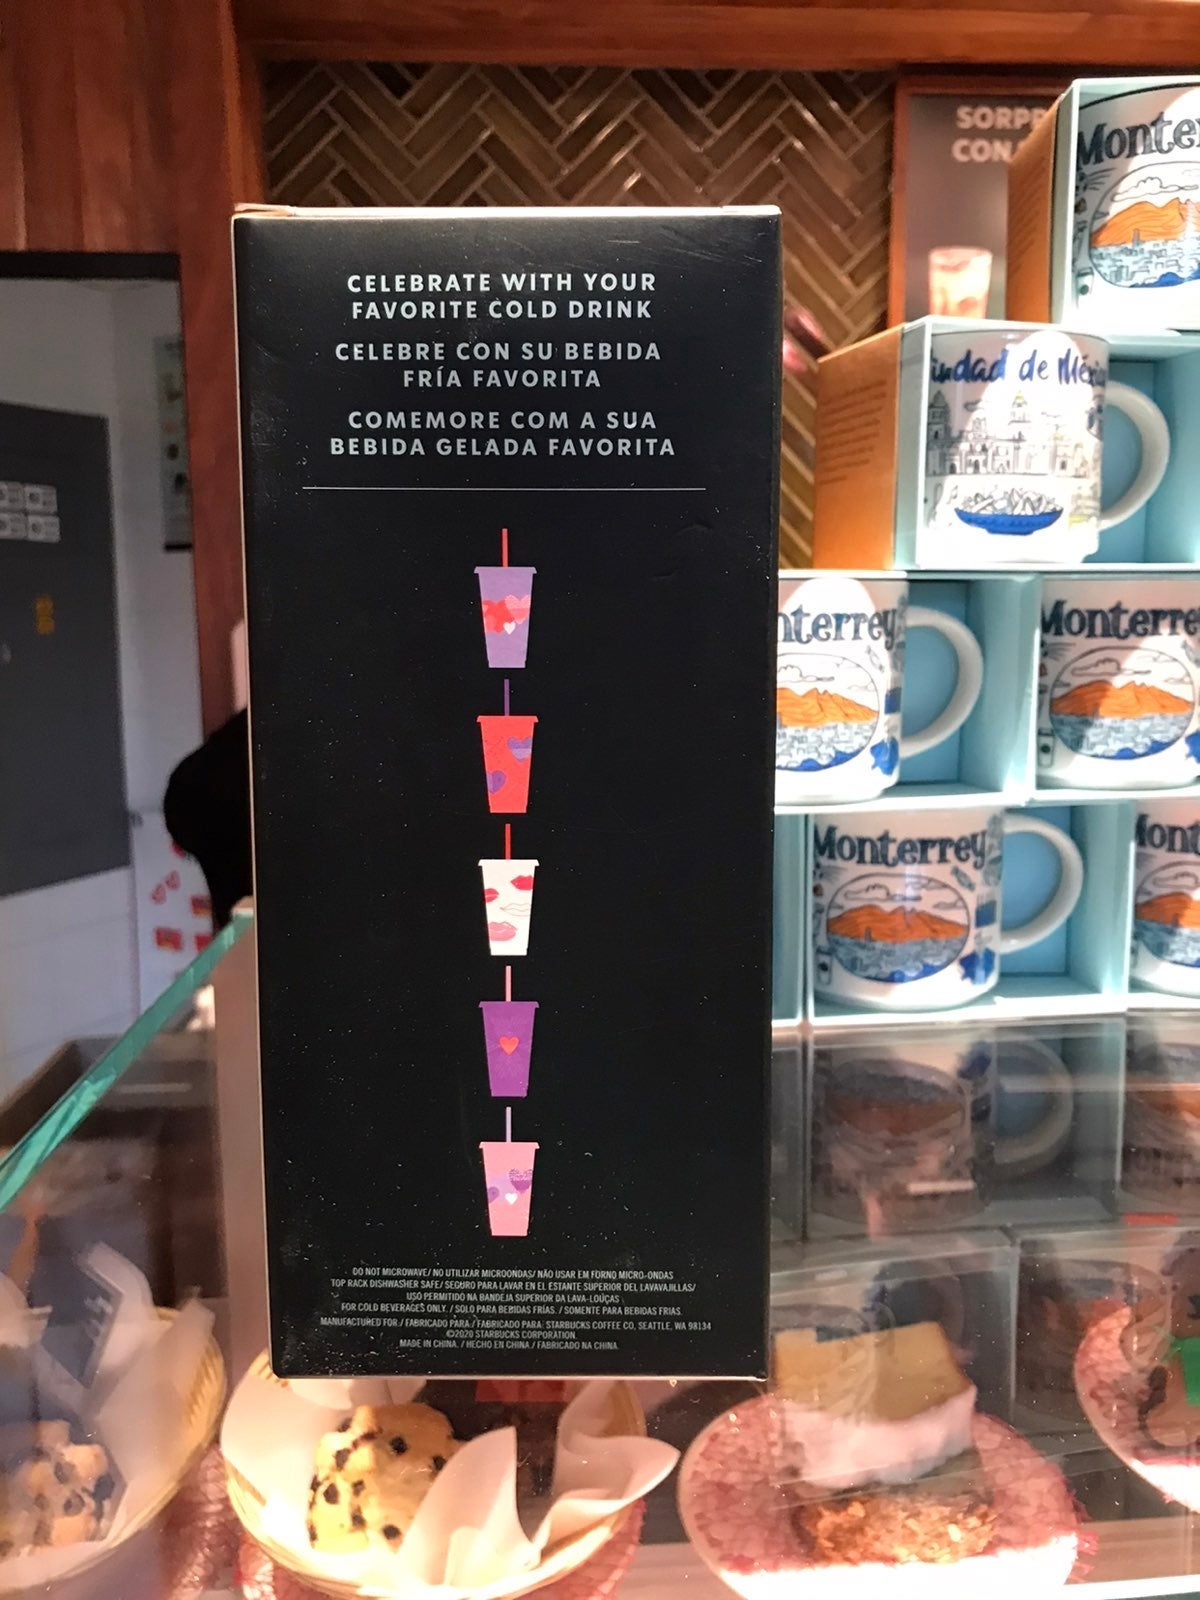 CELEBRATE WITH YOUR
FAVORITE COLD DRINK
CELEBRE CON SU BEBIDA
FRÍA FAVORITA
COMEMORE COM A SUA
BEBIDA GELADA FAVORITA
DO NOT MICROWAVE/ NO UTILIZAR MICROONDAS/ NÃO USAR EM FORNO MICRO-ONDAS
TOP RACK DISHWASHER SAFE/ SEGURO PARA LAVAR EN EL ESTANTE SUPERIOR DEL LAVAVAJILLAS/
USO PERMITIDO NA BANDEJA SUPERIOR DA LAVA-LOUÇAS
FOR COLD BEVERAGES ONLY. / SOLO PARA BEBIDAS FRÍAS. / SOMENTE PARA BEBIDAS FRIAS.
MANUFACTURED FOR:/ FABRICADO PARA:/ FABRICADO PARA: STARBUCKS COFFEE CO, SEATTLE, WA 98134
©2020 STARBUCKS CORPORATION.
MADE IN CHINA. / HECHO EN CHINA./ FABRICADO NA CHINA.
CON
Monterrey
Monterrey
de